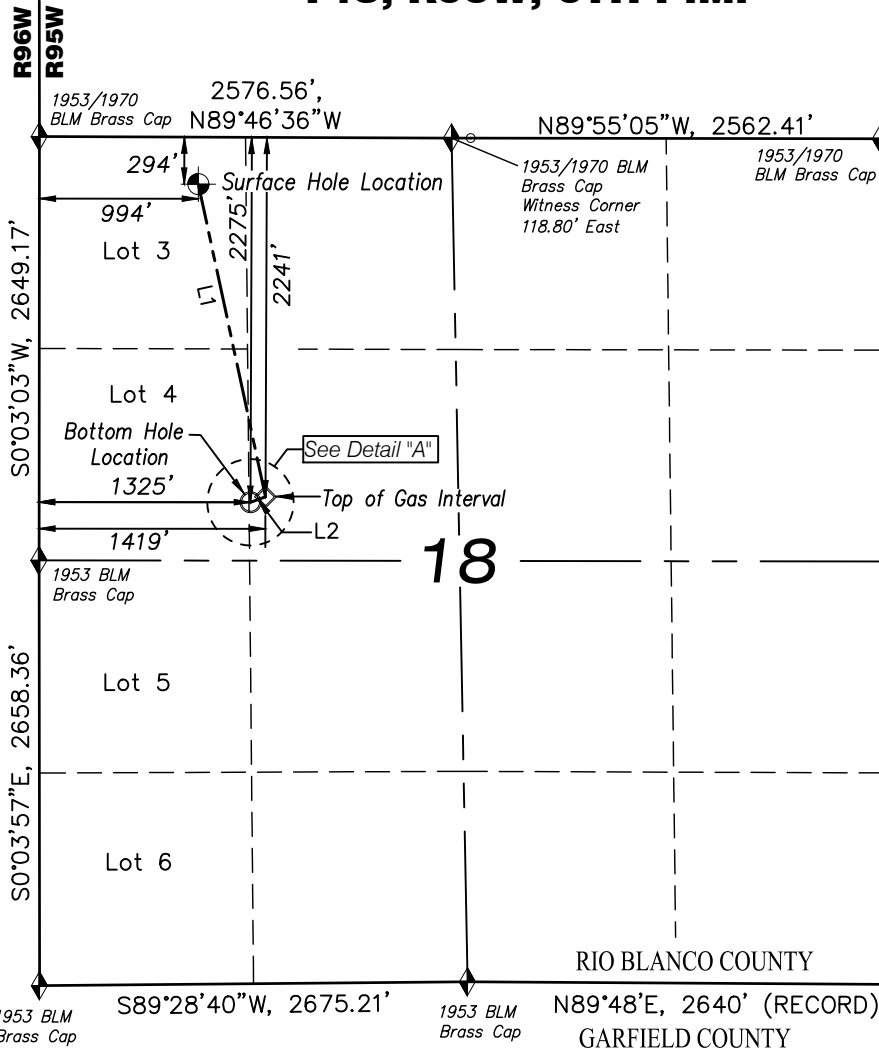 R96W
R95W
1953/1970
BLM Brass Cap
2576.56',
N89°46'36"W
N89°55'05"W, 2562.41'
1953/1970 BLM
Brass Cap
Witness Corner
118.80' East
1953/1970
BLM Brass Cap
294'
Surface Hole Location
994'
2275'
2241'
Lot 3
L1
S0°03'03"W, 2649.17'
Lot 4
Bottom Hole
Location
See Detail "A"
1325'
Top of Gas Interval
L2
1419'
18
1953 BLM
Brass Cap
Lot 5
S0°03'57"E, 2658.36'
Lot 6
RIO BLANCO COUNTY
S89°28'40"W, 2675.21'
N89°48'E, 2640' (RECORD)
1953 BLM
Brass Cap
1953 BLM
Brass Cap
GARFIELD COUNTY